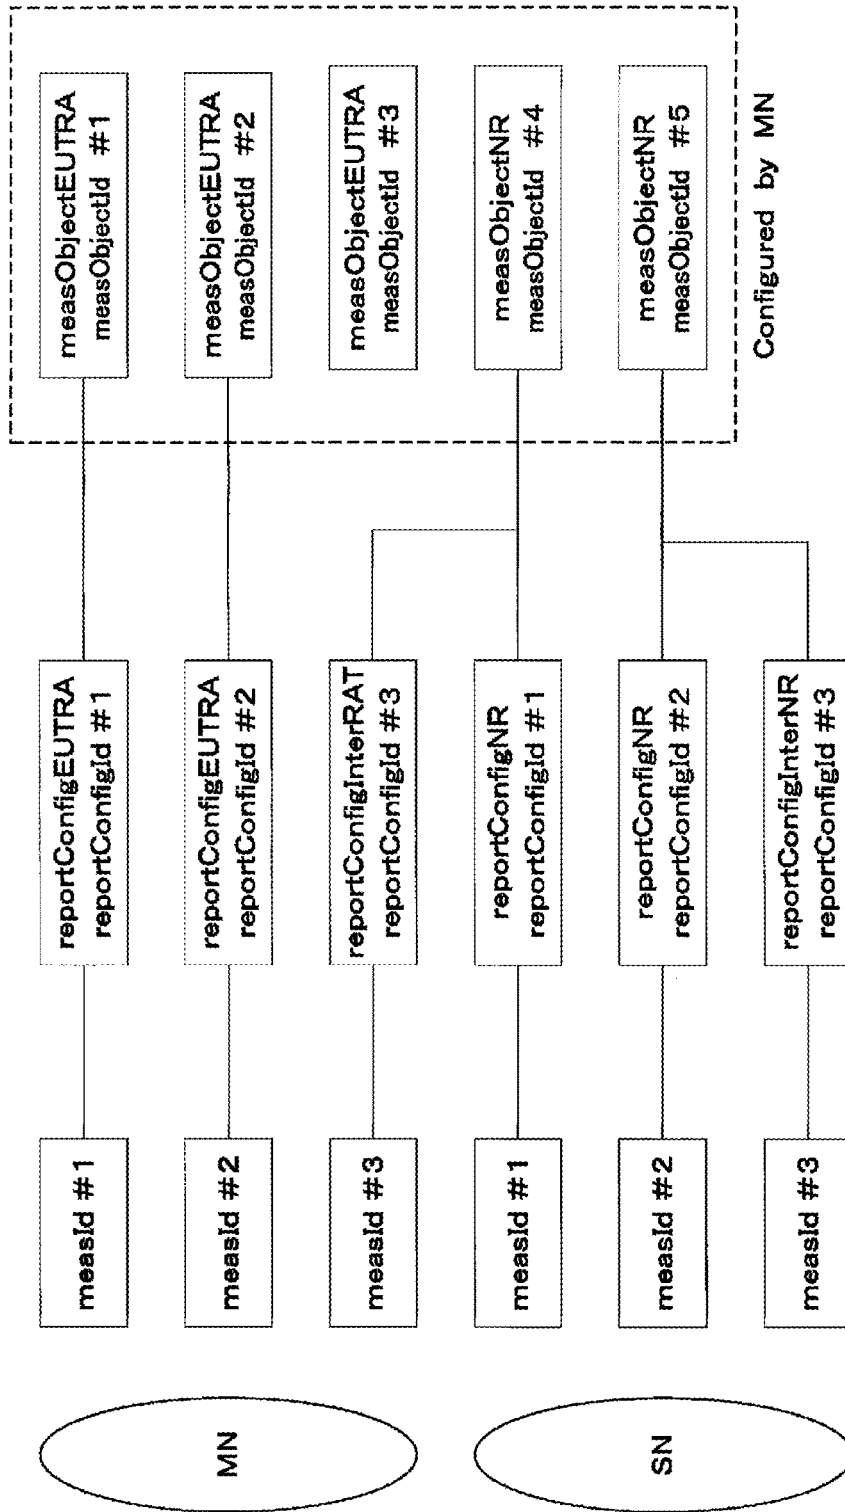 MN
measId #1
reportConfigEUTRA
reportConfigId #1
measObjectEUTRA
measObjectId #1
measId #2
reportConfigEUTRA
reportConfigId #2
measObjectEUTRA
measObjectId #2
measId #3
reportConfigInterRAT
reportConfigId #3
measObjectEUTRA
measObjectId #3
SN
measId #1
reportConfigNR
reportConfigId #1
measObjectNR
measObjectId #4
measId #2
reportConfigNR
reportConfigId #2
measObjectNR
measObjectId #5
measId #3
reportConfigInterNR
reportConfigId #3
Configured by MN